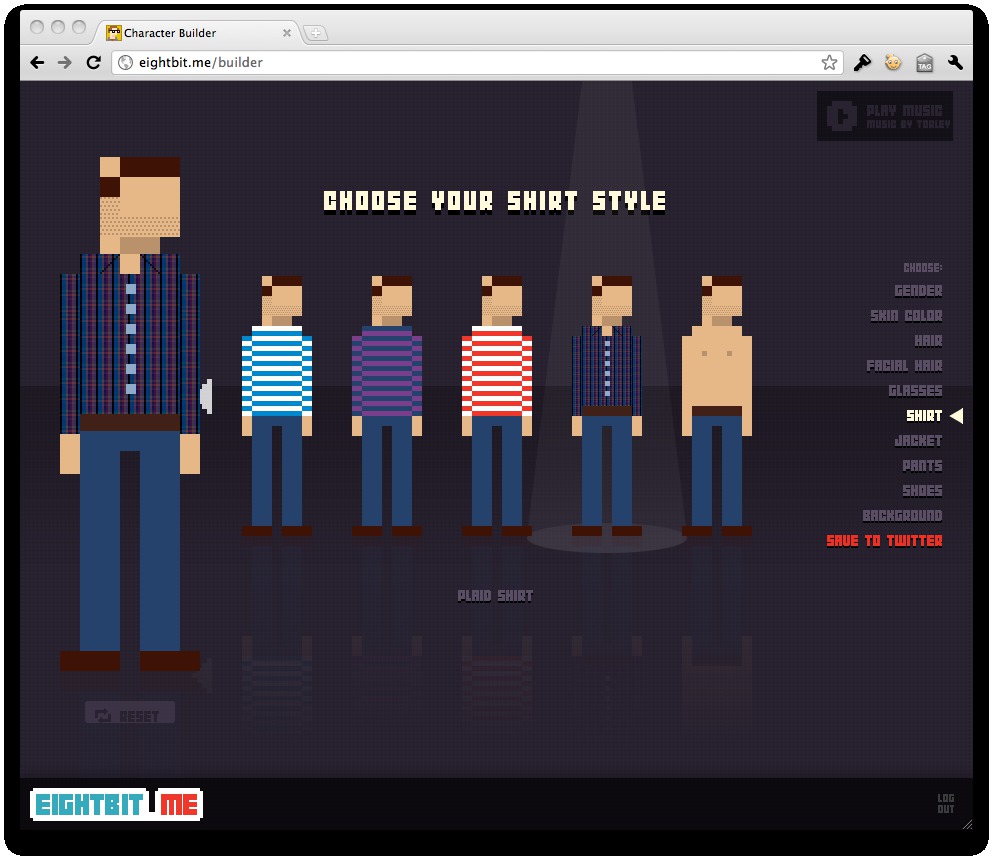 Character Builder
eightbit.me/builder
TAG
PLAY MUSIC
MUSIC BY TORLEY
CHOOSE YOUR SHIRT STYLE
CHOOSE:
GENDER
SKIN COLOR
HAIR
FACIAL HAIR
GLASSES
SHIRT
JACKET
PANTS
SHOES
BACKGROUND
SAVE TO TWITTER
PLAID SHIRT
RESET
EIGHTBIT ME
LOG
OUT